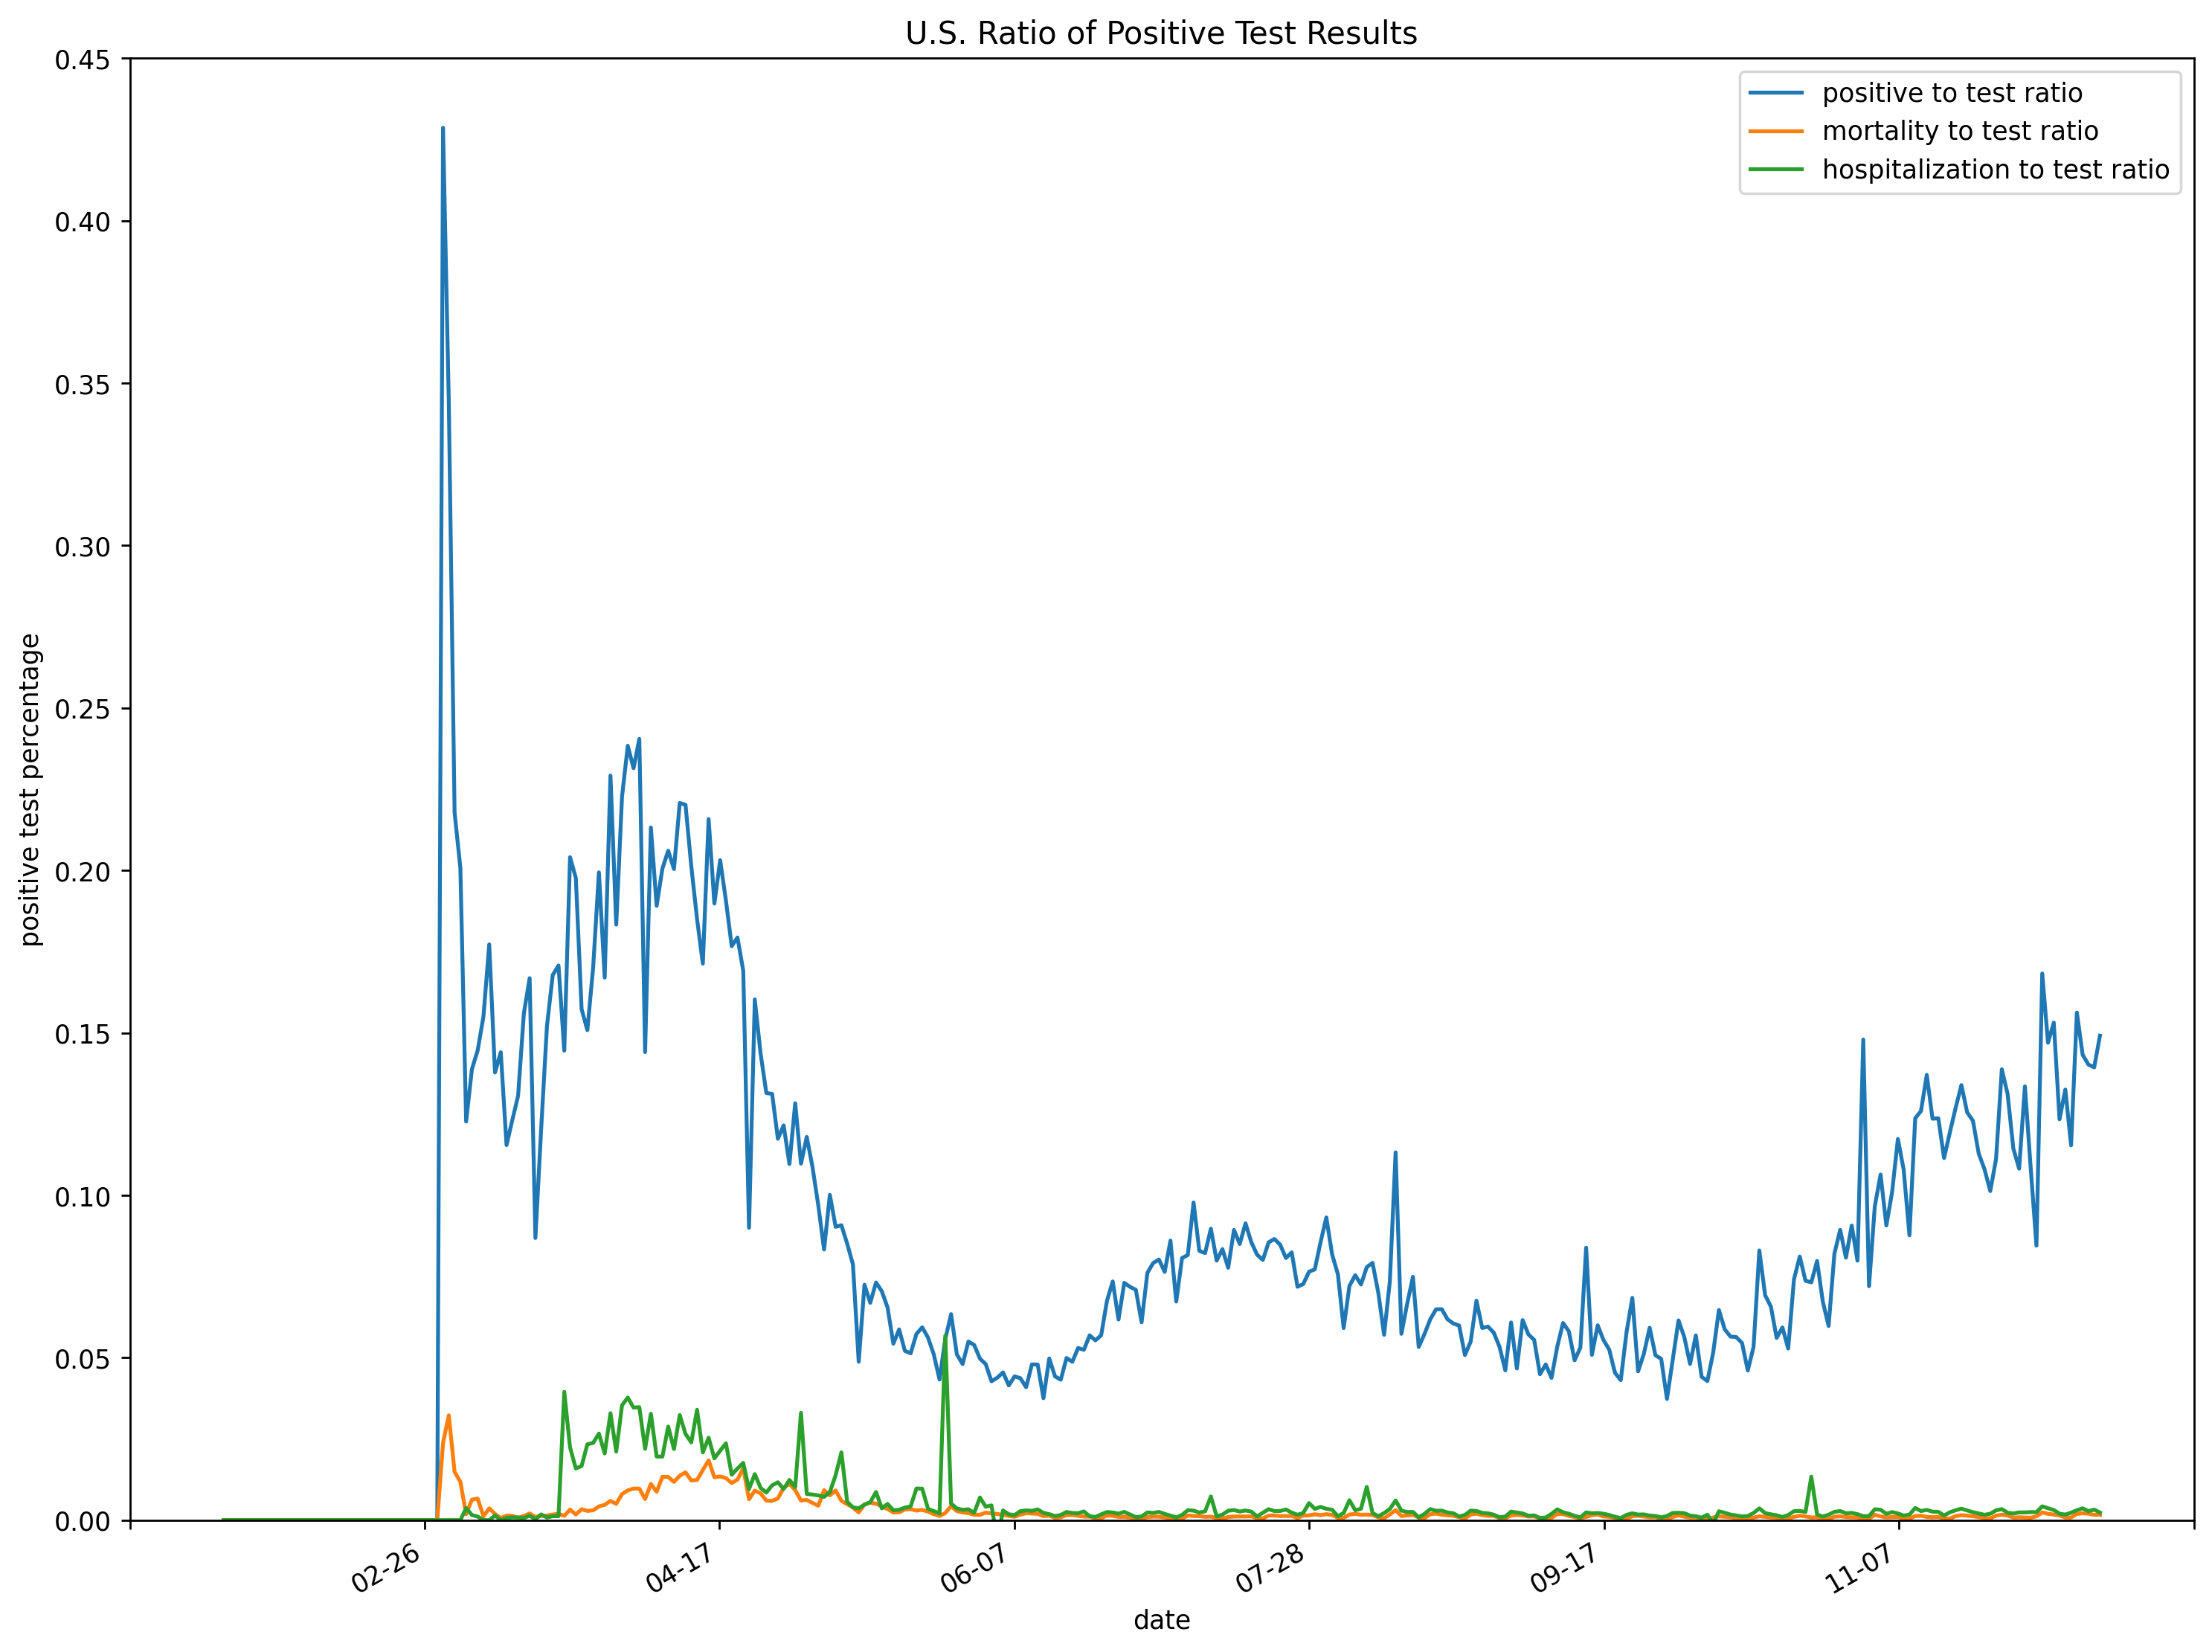 U.S. Ratio of Positive Test Results
positive to test ratio
mortality to test ratio
hospitalization to test ratio
0.45
0.40
0.35
0.30
0.25
0.20
0.15
0.10
0.05
0.00
positive test percentage
02-26
04-17
06-07
07-28
09-17
11-07
date